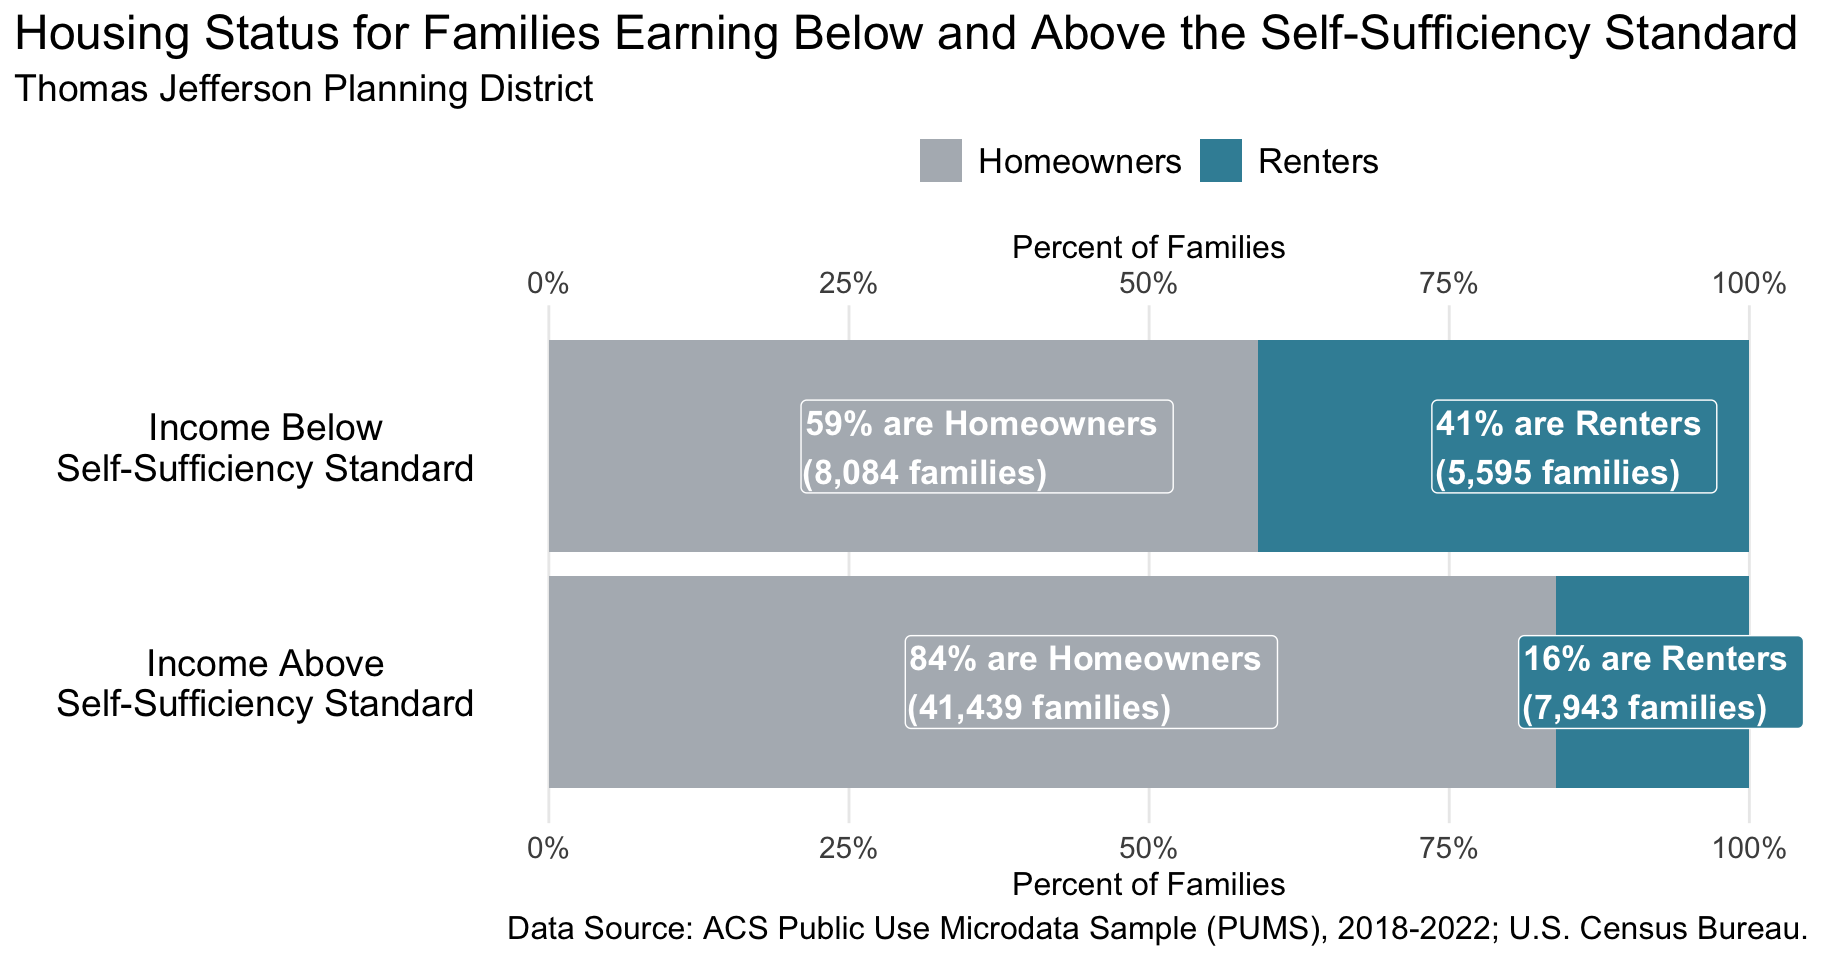 Housing Status for Families Earning Below and Above the Self-Sufficiency Standard
Thomas Jefferson Planning District
Homeowners Renters
Percent of Families
0% 25% 50% 75% 100%
Income Below
Self-Sufficiency Standard
59% are Homeowners
(8,084 families)
41% are Renters
(5,595 families)
Income Above
Self-Sufficiency Standard
84% are Homeowners
(41,439 families)
16% are Renters
(7,943 families)
0% 25% 50% 75% 100%
Percent of Families
Data Source: ACS Public Use Microdata Sample (PUMS), 2018-2022; U.S. Census Bureau.